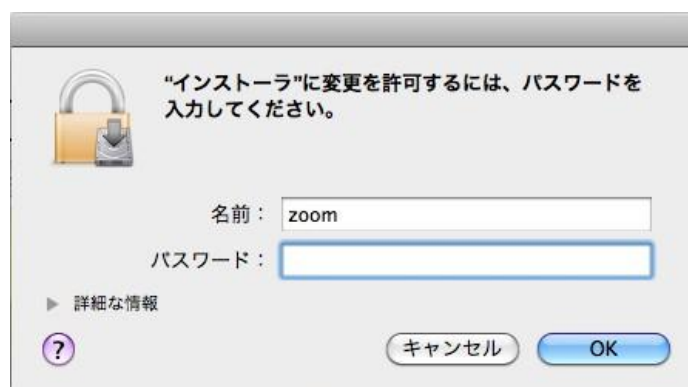 “インストーラ”に変更を許可するには、パスワードを
入力してください。
名前： zoom
パスワード：
▶ 詳細な情報
? キャンセル OK